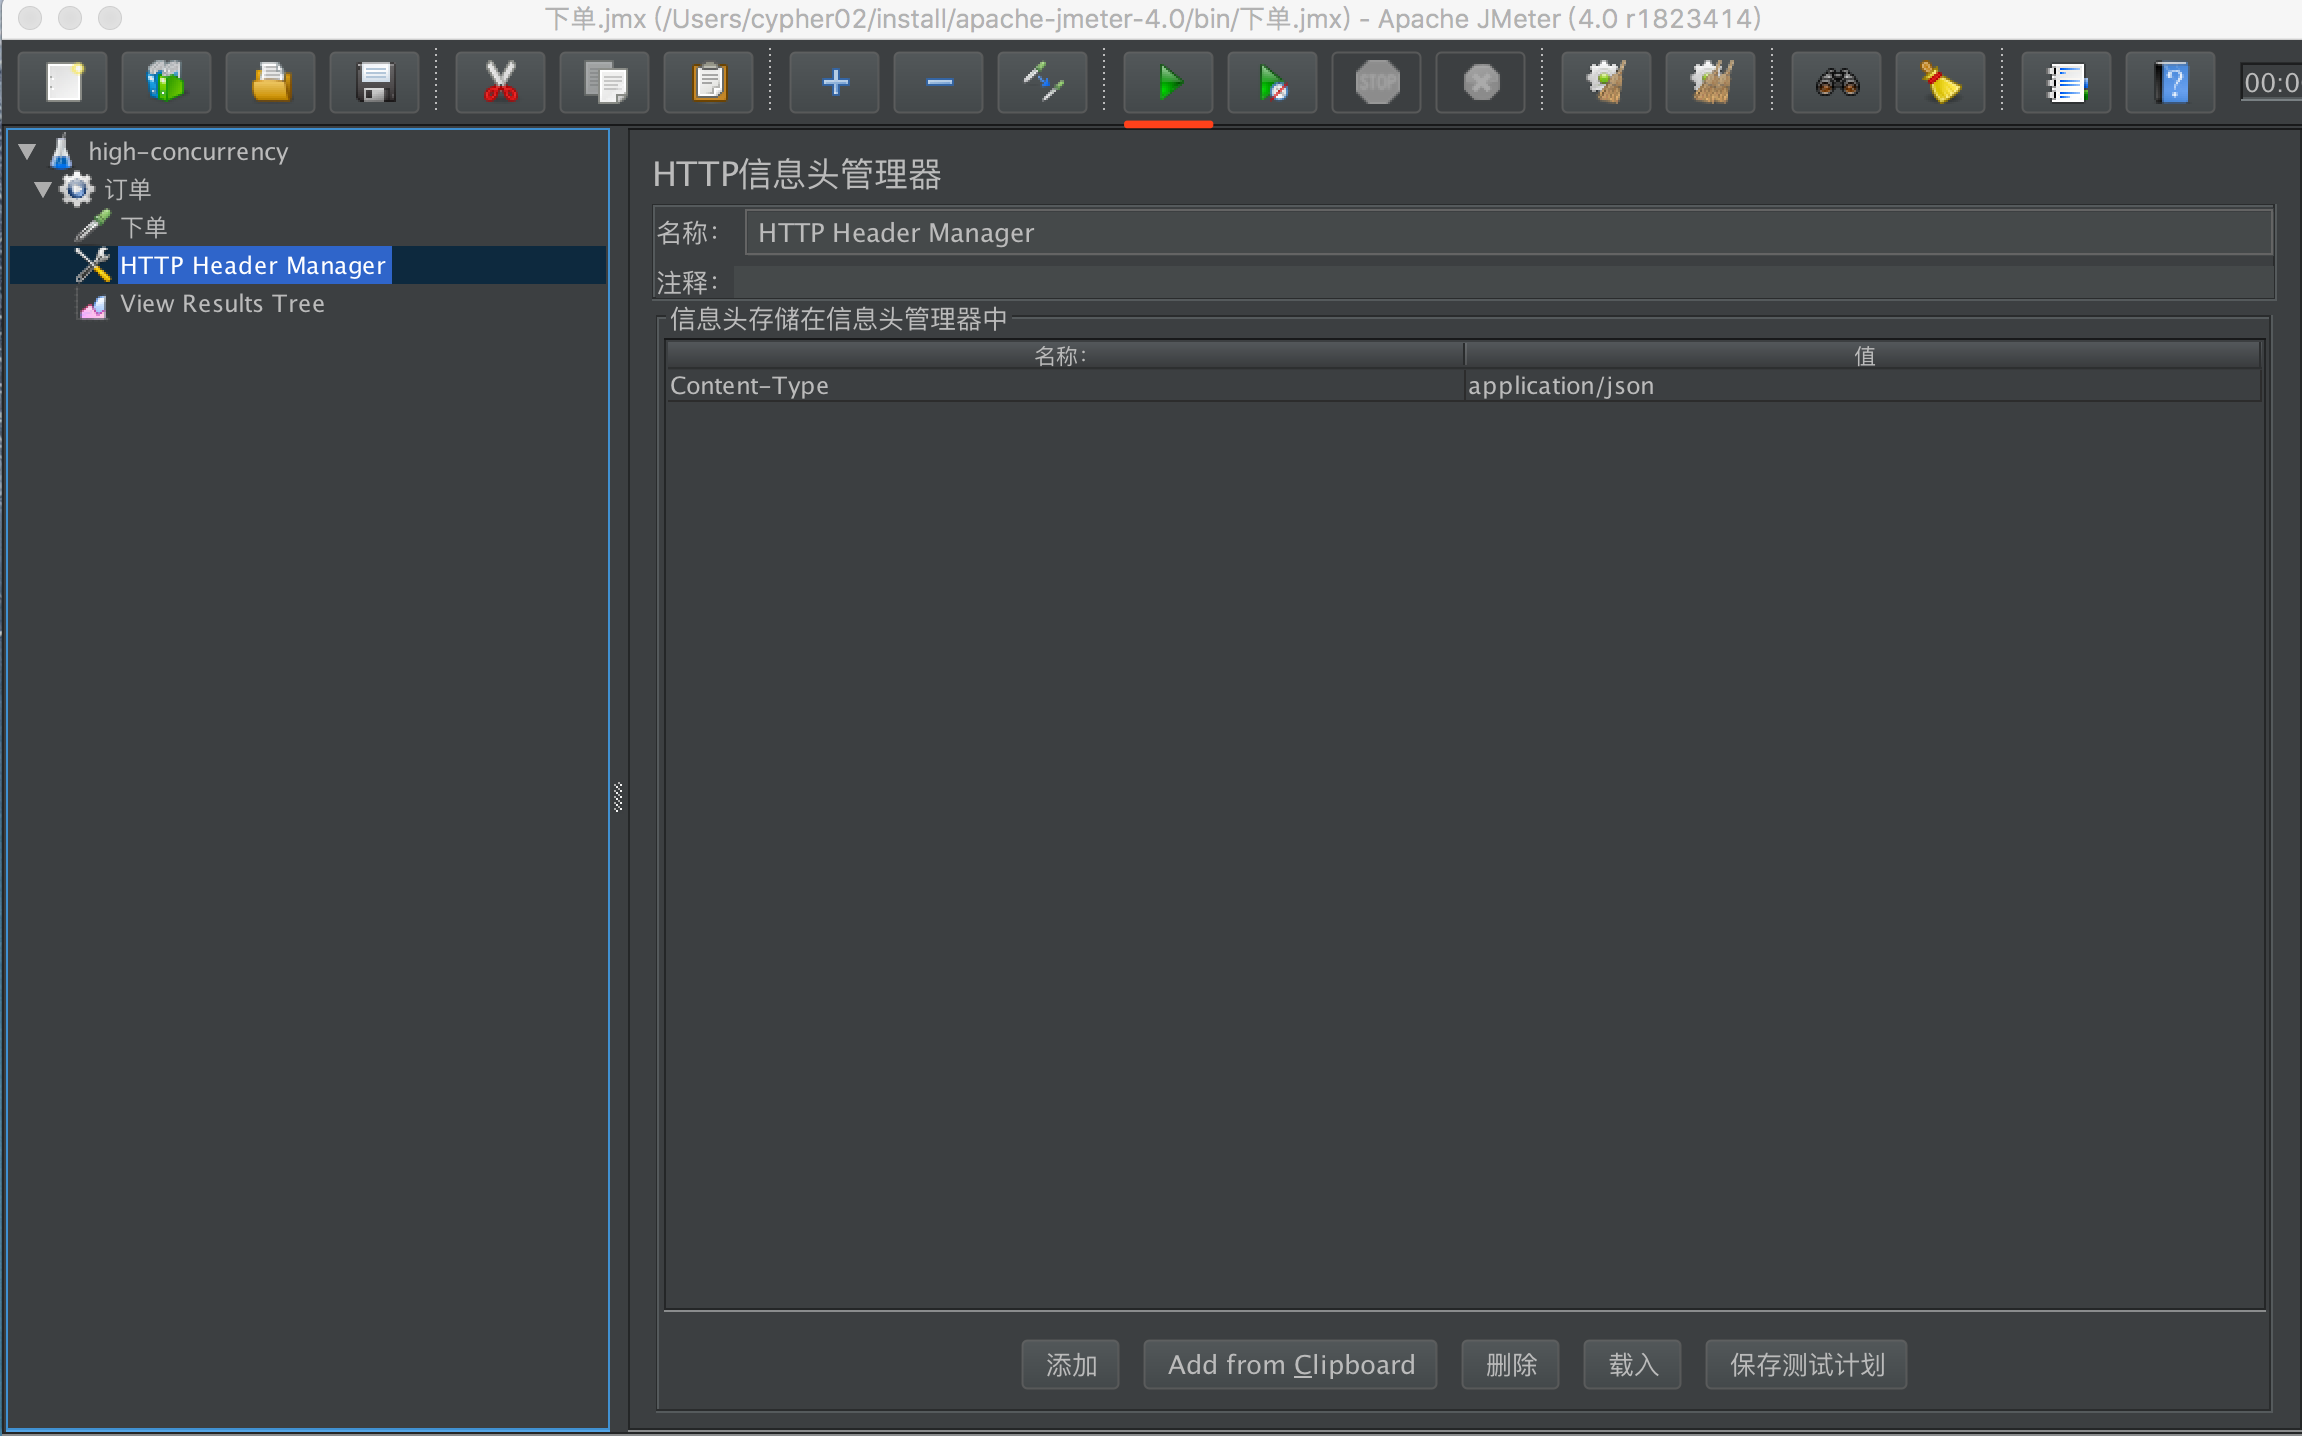 下单.jmx (/Users/cypher02/install/apache-jmeter-4.0/bin/下单.jmx) - Apache JMeter (4.0 r1823414)
STOP
00:0
high-concurrency
订单
下单
HTTP Header Manager
View Results Tree
HTTP信息头管理器
名称： HTTP Header Manager
注释：
信息头存储在信息头管理器中
名称： 值
Content-Type application/json
添加 Add from Clipboard 删除 载入 保存测试计划